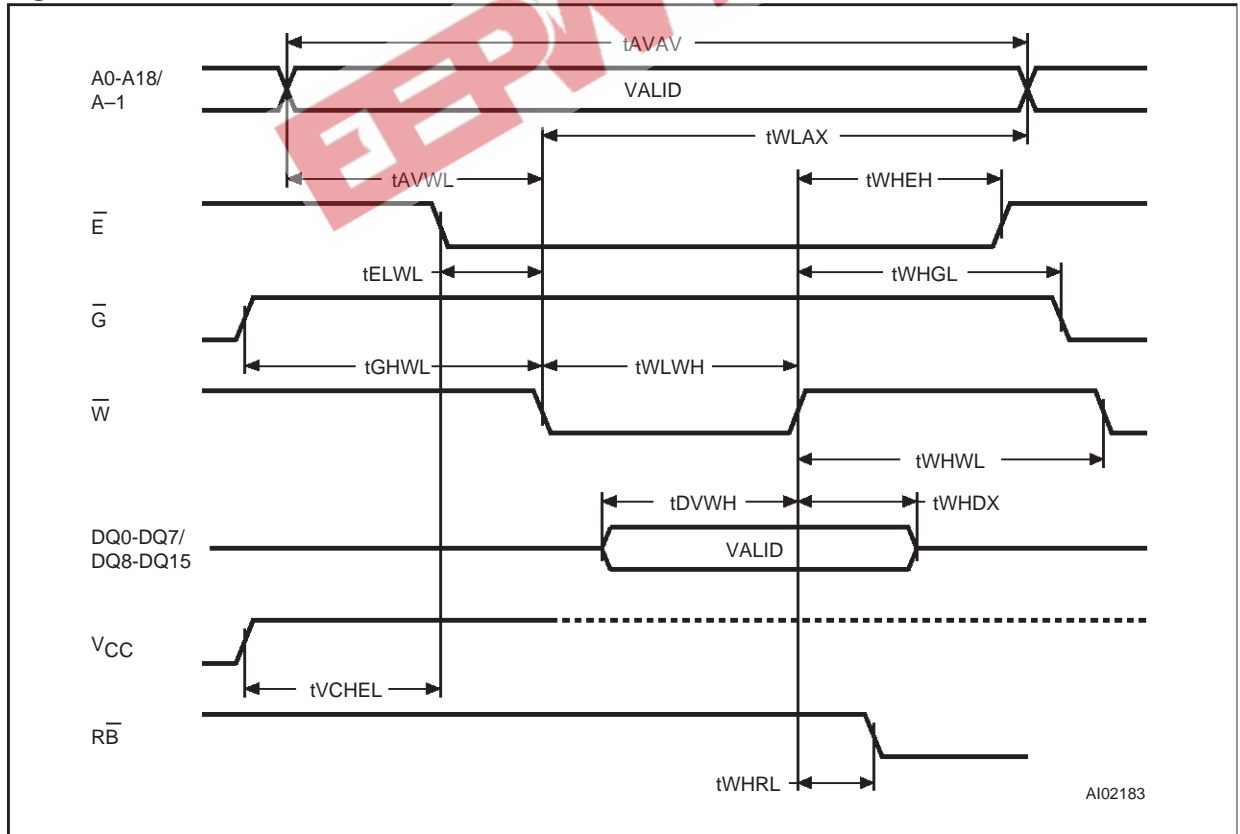 tAVAV
A0-A18/
A–1
VALID
tWLAX
tAVWL
tWHEH
E̅
tELWL
tWHGL
G̅
tGHWL
tWLWH
W̅
tWHWL
tDVWH
tWHDX
DQ0-DQ7/
DQ8-DQ15
VALID
VCC
tVCHEL
RB̅
tWHRL
AI02183